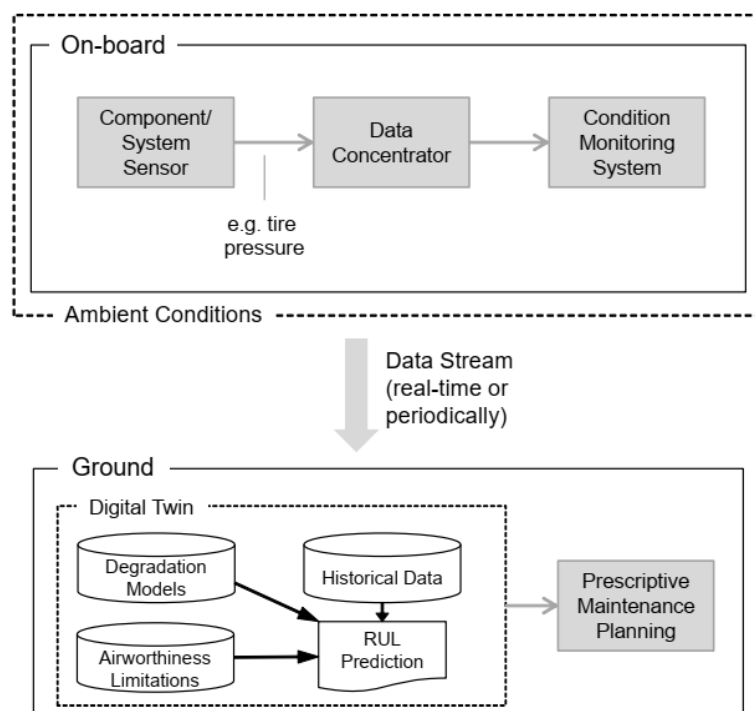 On-board
Component/
System
Sensor
Data
Concentrator
Condition
Monitoring
System
e.g. tire
pressure
Ambient Conditions
Data Stream
(real-time or
periodically)
Ground
Digital Twin
Degradation
Models
Historical Data
Airworthiness
Limitations
RUL
Prediction
Prescriptive
Maintenance
Planning